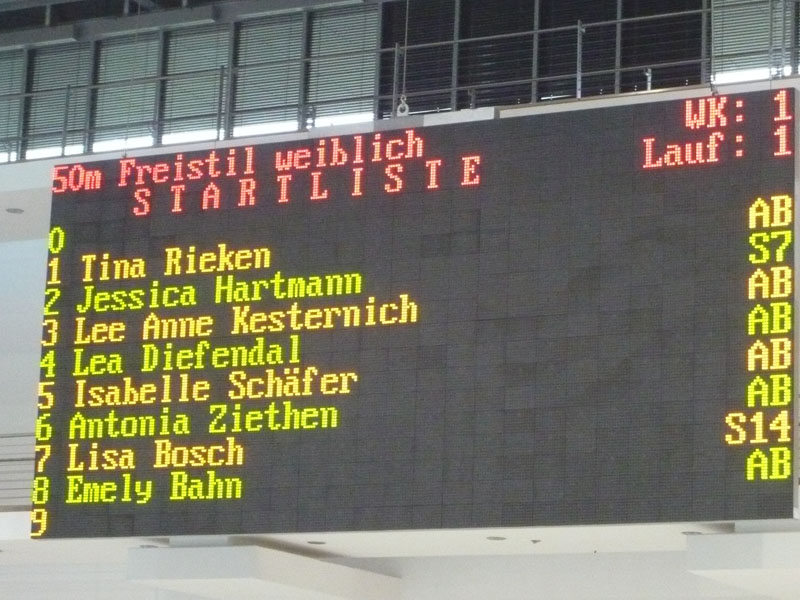 50m Freistil weiblich WK: 1
STARTLISTE Lauf: 1
0
1 Tina Rieken AB
2 Jessica Hartmann S7
3 Lee Anne Kesternich AB
4 Lea Diefendal AB
5 Isabelle Schäfer AB
6 Antonia Ziethen AB
7 Lisa Bosch S14
8 Emely Bahn AB
9